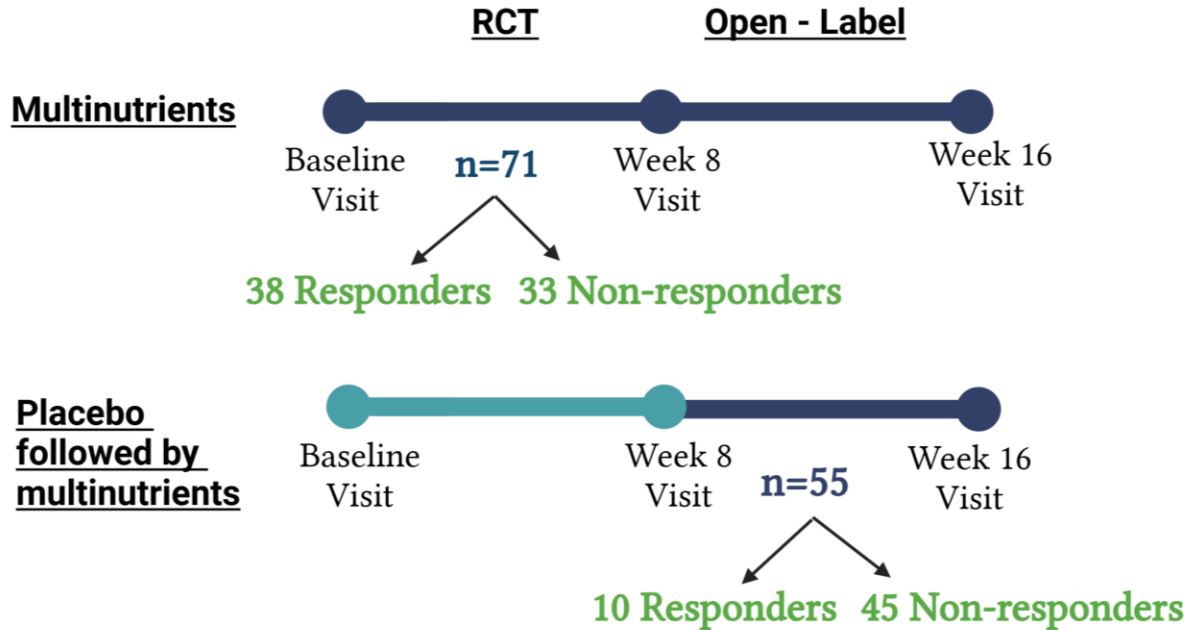 RCT
Open - Label
Multinutrients
Baseline
Visit
n=71
Week 8
Visit
Week 16
Visit
38 Responders
33 Non-responders
Placebo
followed by
multinutrients
Baseline
Visit
Week 8
Visit
n=55
Week 16
Visit
10 Responders
45 Non-responders